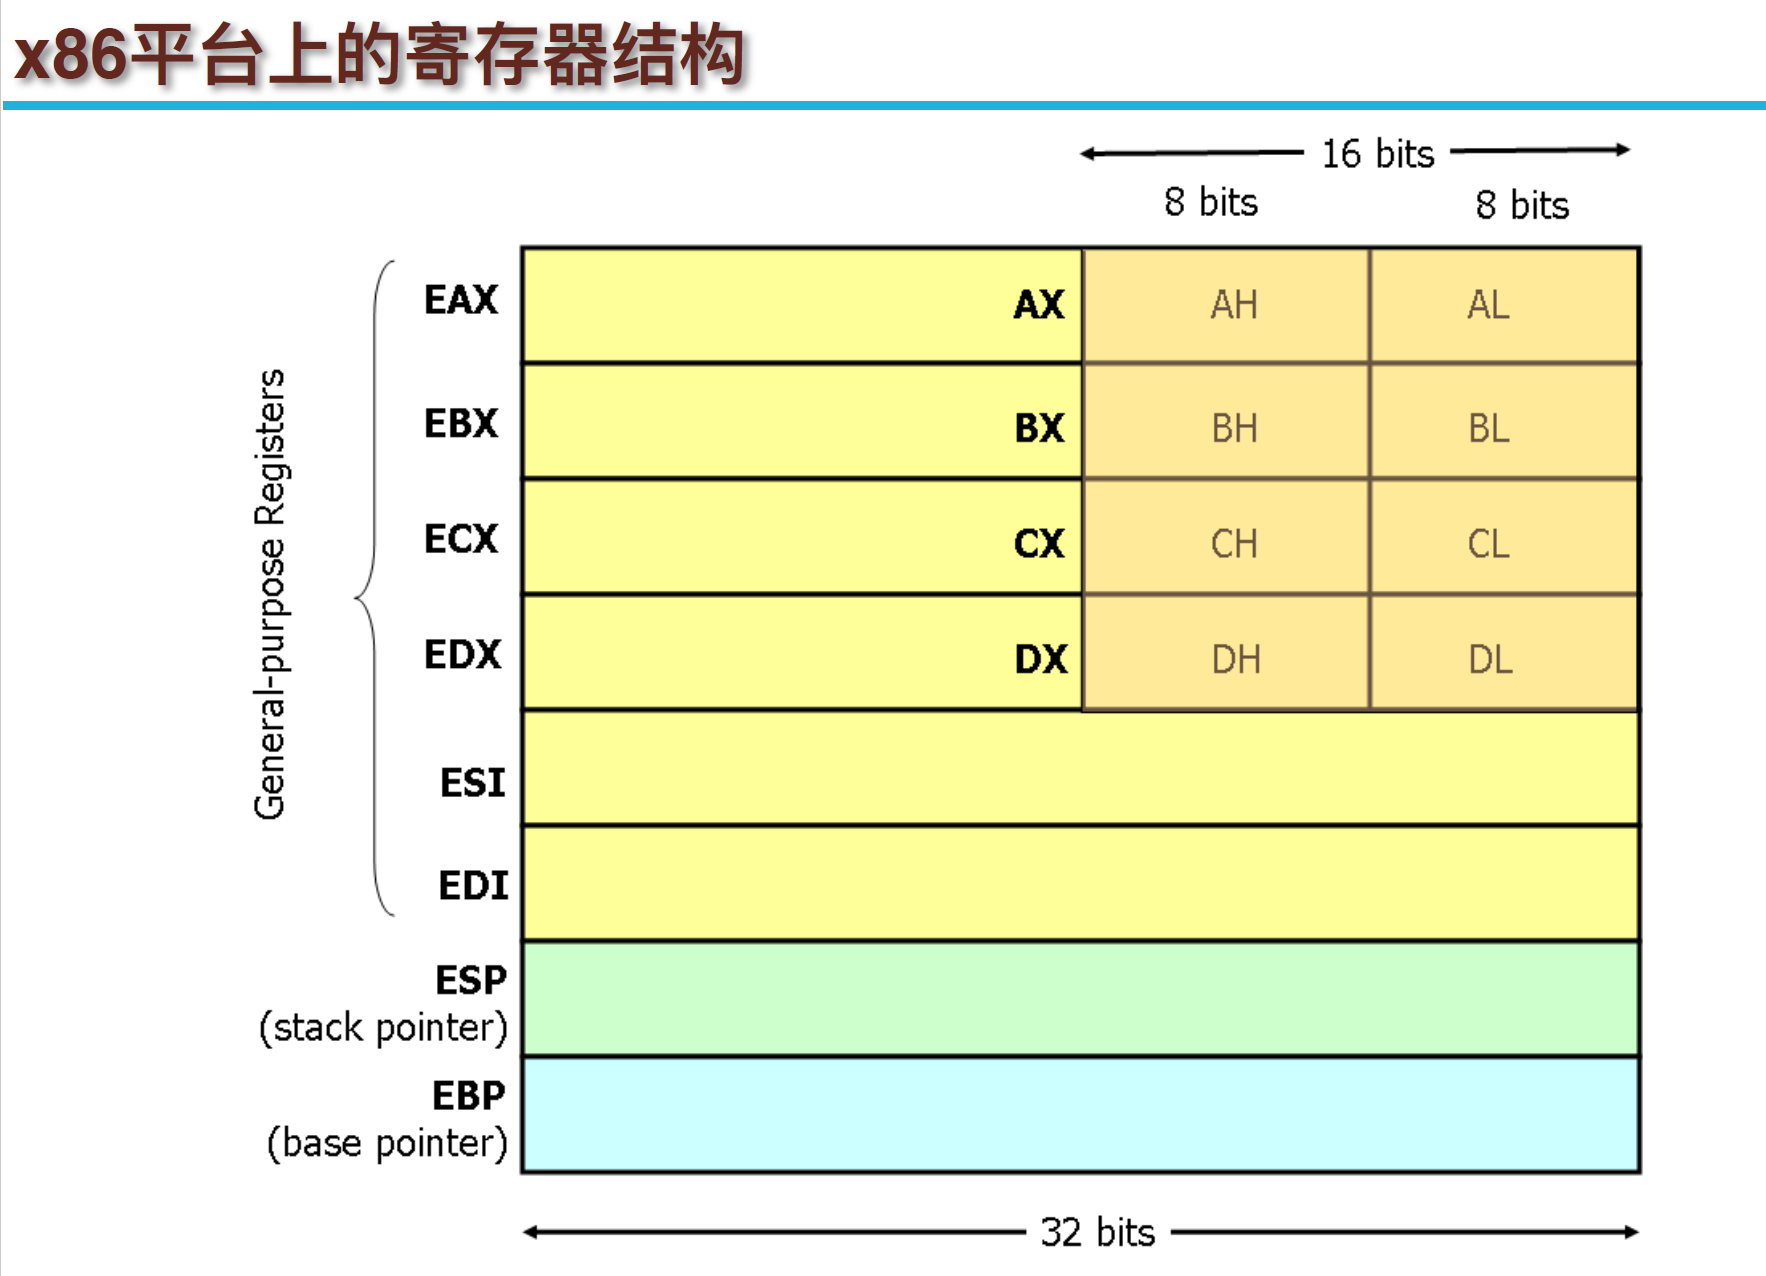 x86平台上的寄存器结构
16 bits
8 bits 8 bits
General-purpose Registers
EAX AX AH AL
EBX BX BH BL
ECX CX CH CL
EDX DX DH DL
ESI
EDI
ESP
(stack pointer)
EBP
(base pointer)
32 bits